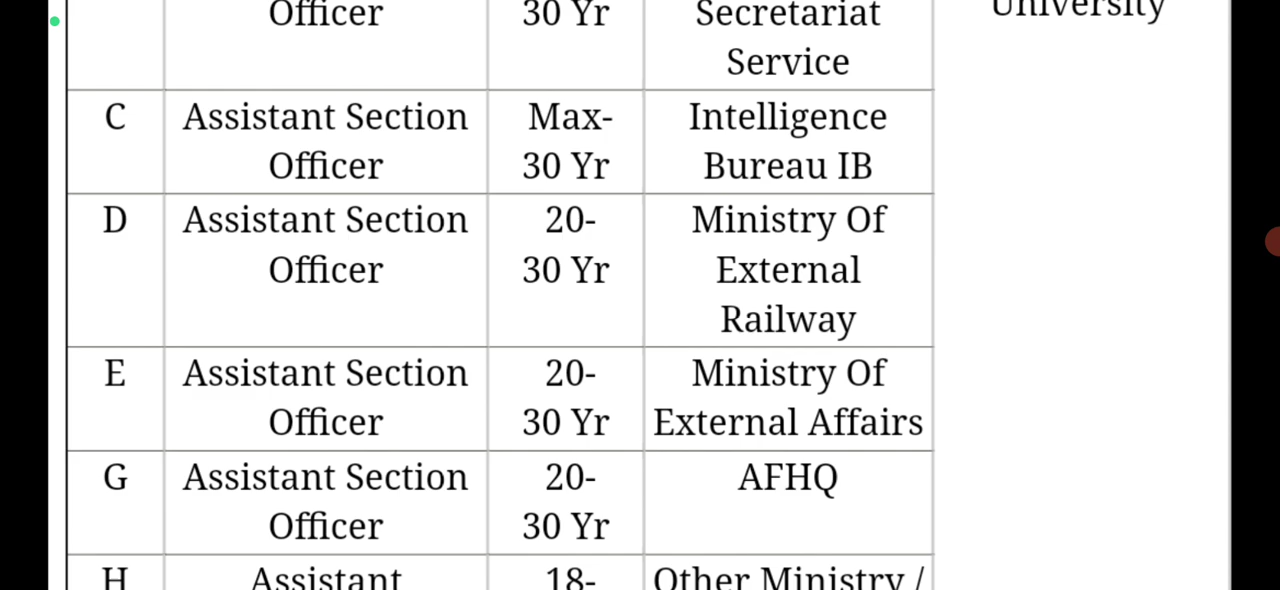 Officer
30 Yr
Secretariat
Service
University
C
Assistant Section
Officer
Max-
30 Yr
Intelligence
Bureau IB
D
Assistant Section
Officer
20-
30 Yr
Ministry Of
External
Railway
E
Assistant Section
Officer
20-
30 Yr
Ministry Of
External Affairs
G
Assistant Section
Officer
20-
30 Yr
AFHQ
H
Assistant
18-
Other Ministry /